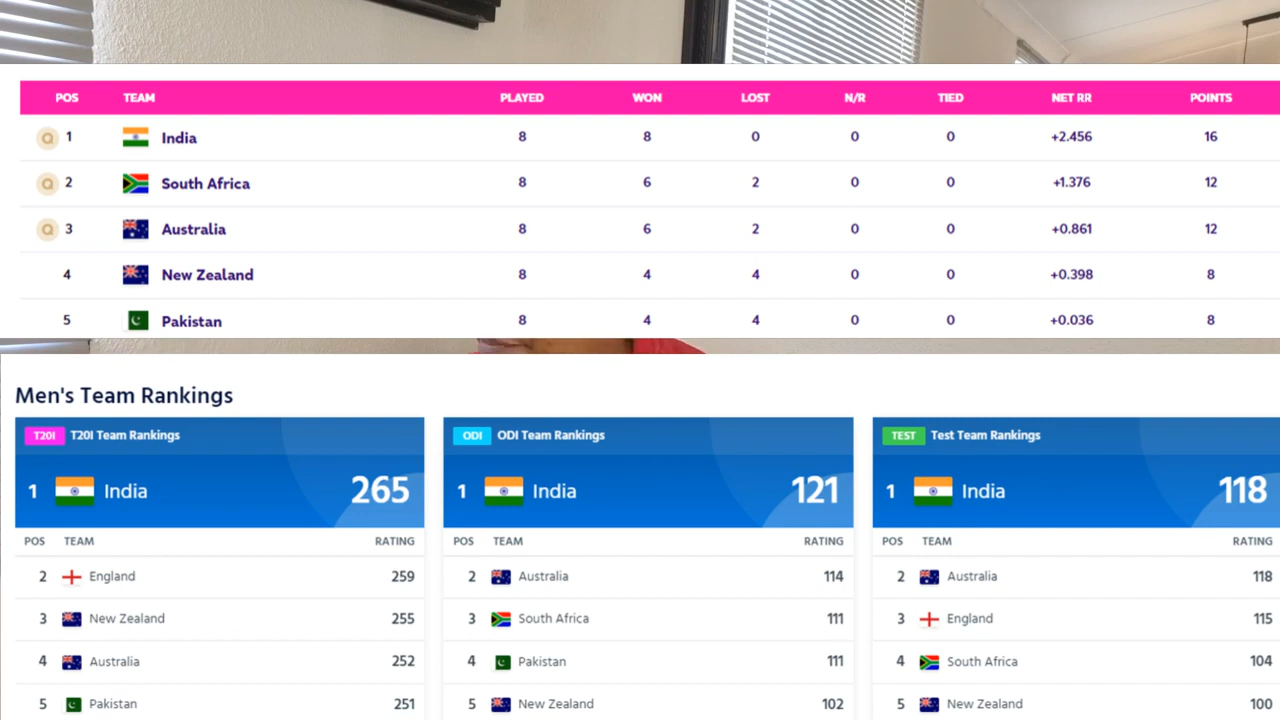 POS TEAM PLAYED WON LOST N/R TIED NET RR POINTS
Q 1 India 8 8 0 0 0 +2.456 16
Q 2 South Africa 8 6 2 0 0 +1.376 12
Q 3 Australia 8 6 2 0 0 +0.861 12
4 New Zealand 8 4 4 0 0 +0.398 8
5 Pakistan 8 4 4 0 0 +0.036 8
Men's Team Rankings
T20I T20I Team Rankings
1 India 265
POS TEAM RATING
2 England 259
3 New Zealand 255
4 Australia 252
5 Pakistan 251
ODI ODI Team Rankings
1 India 121
POS TEAM RATING
2 Australia 114
3 South Africa 111
4 Pakistan 111
5 New Zealand 102
TEST Test Team Rankings
1 India 118
POS TEAM RATING
2 Australia 118
3 England 115
4 South Africa 104
5 New Zealand 100